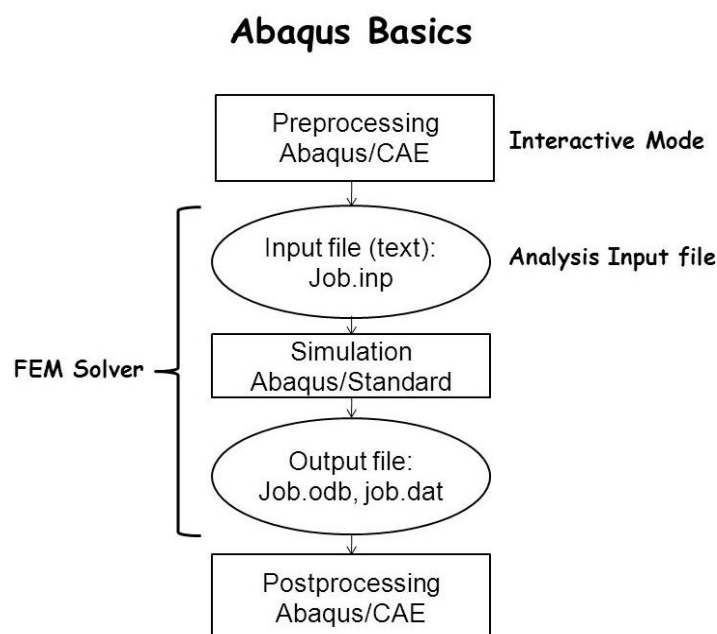 Abaqus Basics
Preprocessing
Abaqus/CAE
Interactive Mode
Input file (text):
Job.inp
Analysis Input file
Simulation
Abaqus/Standard
FEM Solver
Output file:
Job.odb, job.dat
Postprocessing
Abaqus/CAE